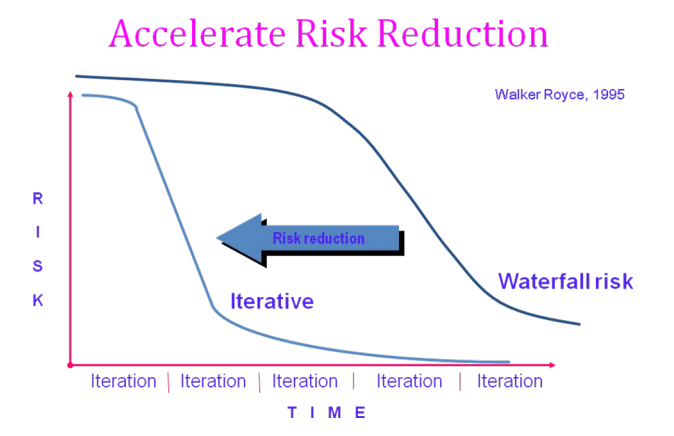 Accelerate Risk Reduction
Walker Royce, 1995
R
I
S
K
Risk reduction
Waterfall risk
Iterative
Iteration | Iteration | Iteration | Iteration | Iteration
T I M E